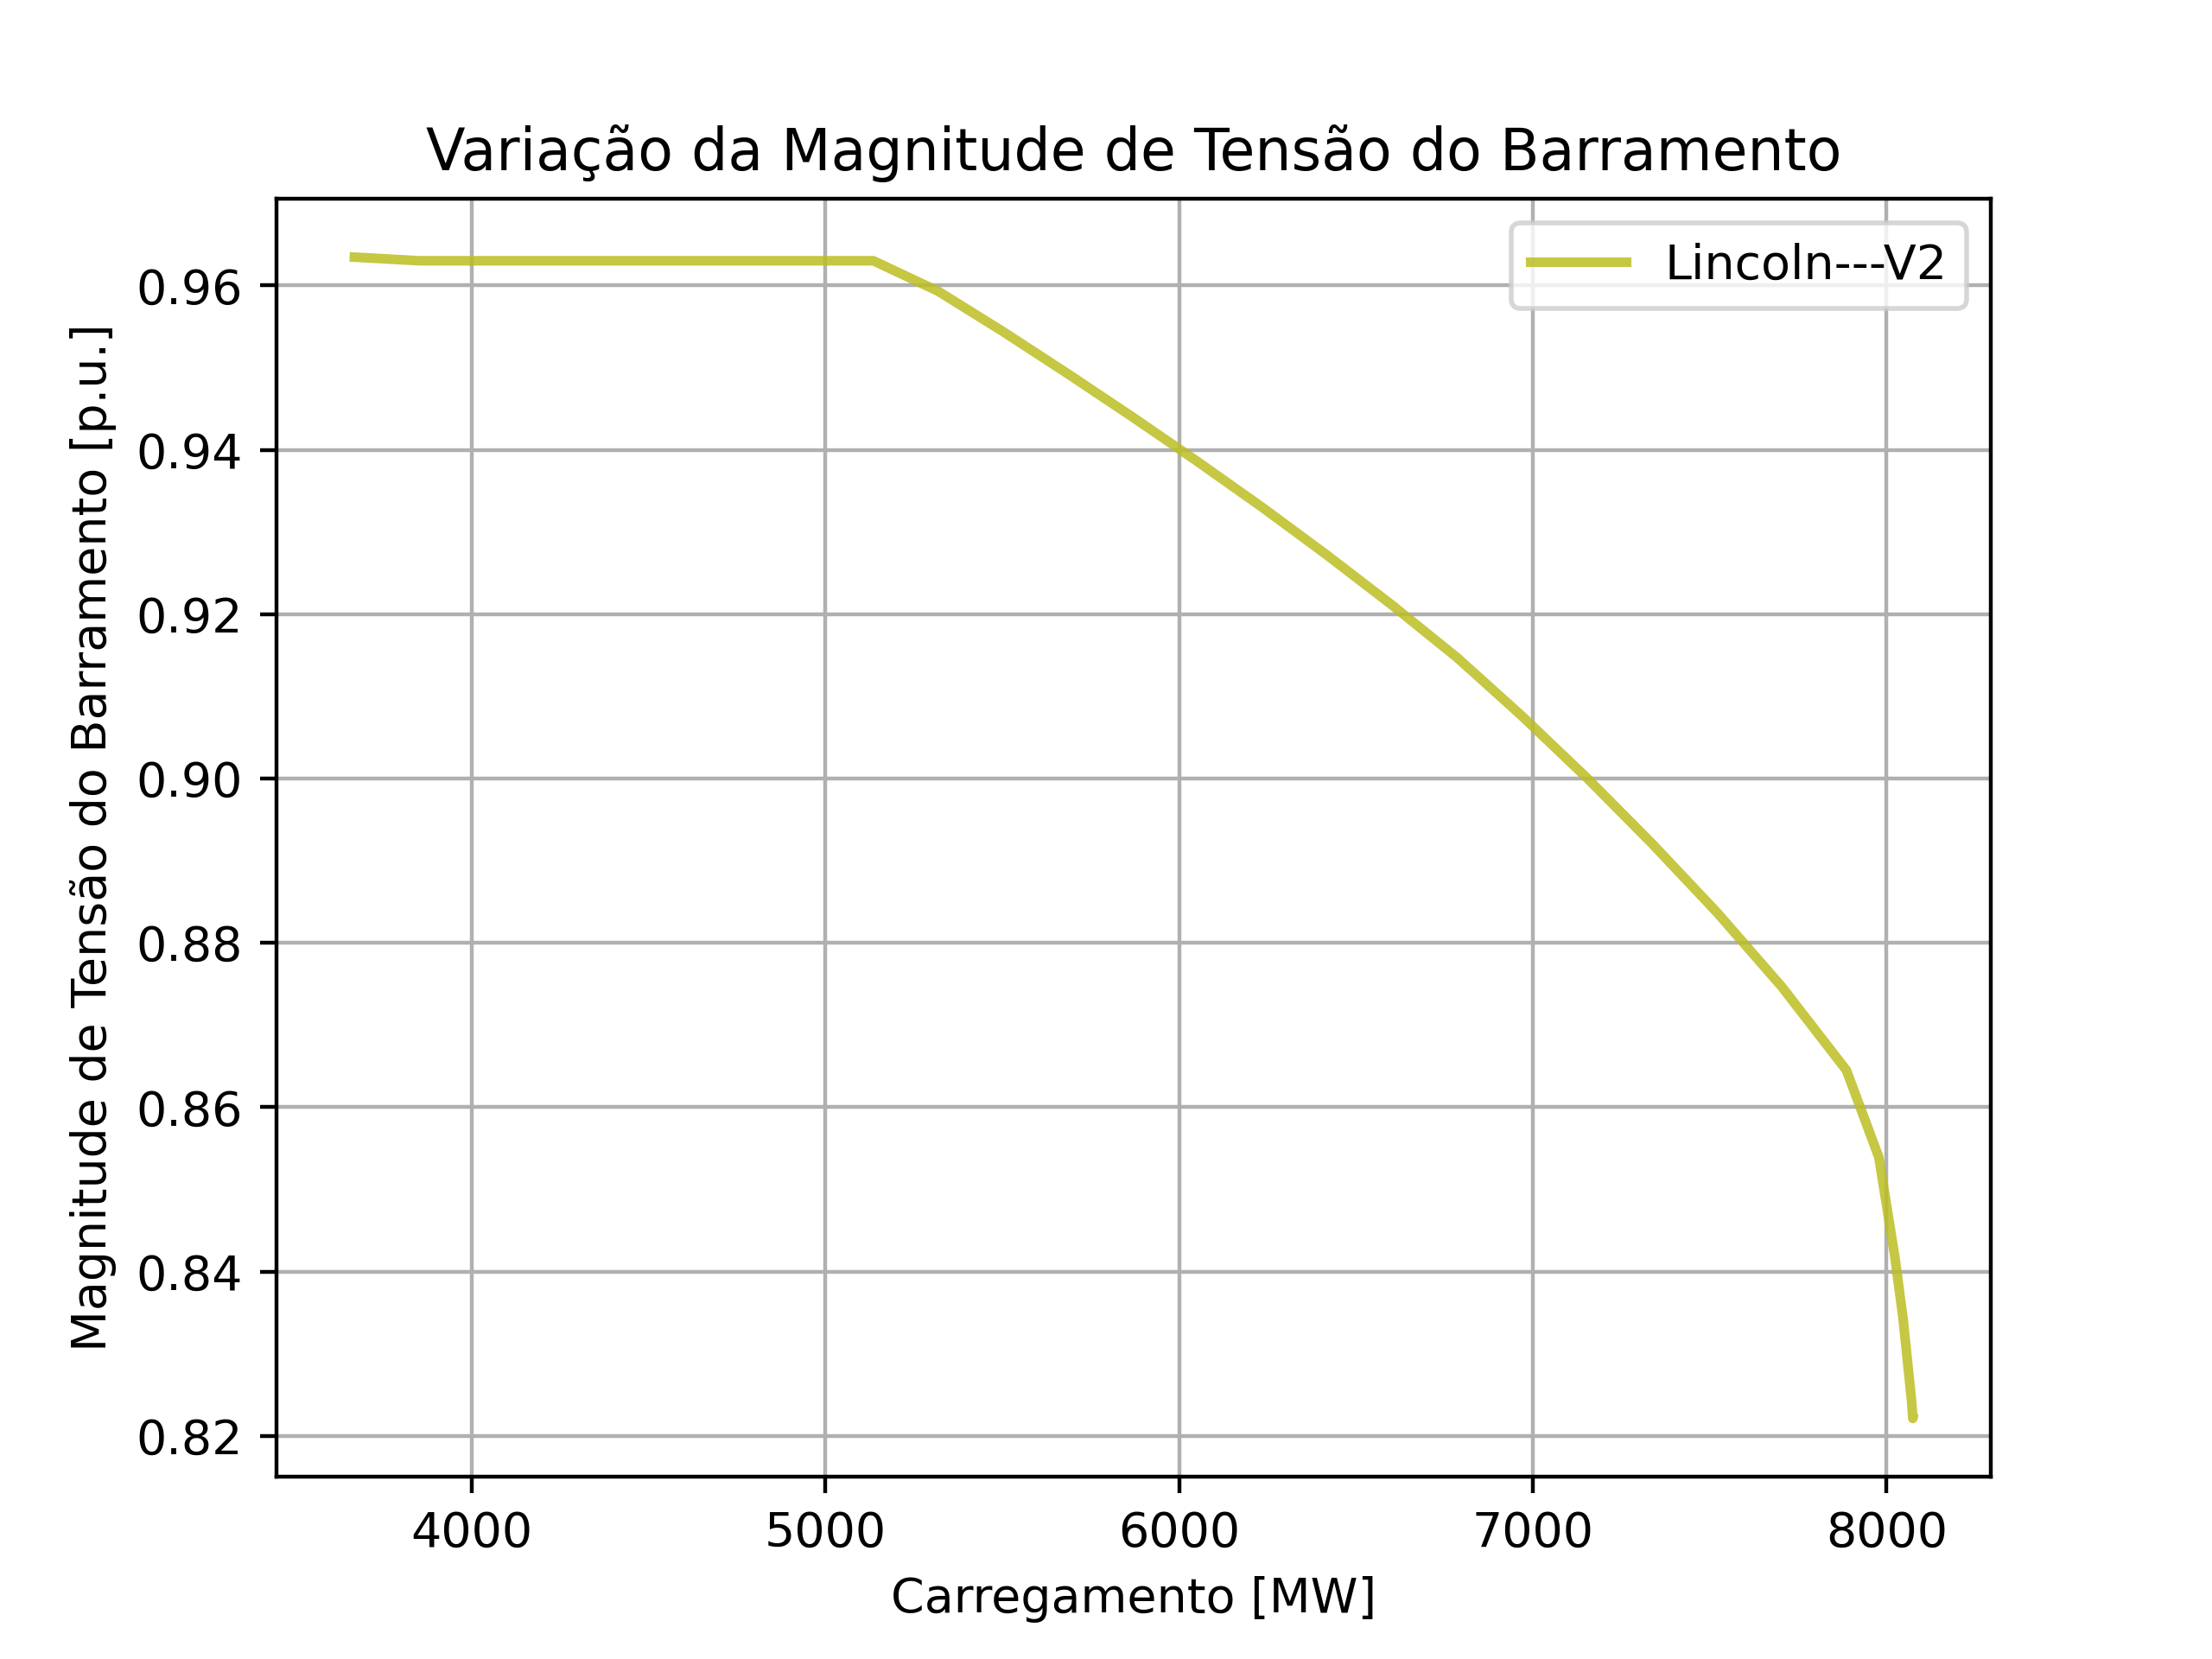 Variação da Magnitude de Tensão do Barramento
Lincoln---V2
Magnitude de Tensão do Barramento [p.u.]
0.96
0.94
0.92
0.90
0.88
0.86
0.84
0.82
4000 5000 6000 7000 8000
Carregamento [MW]